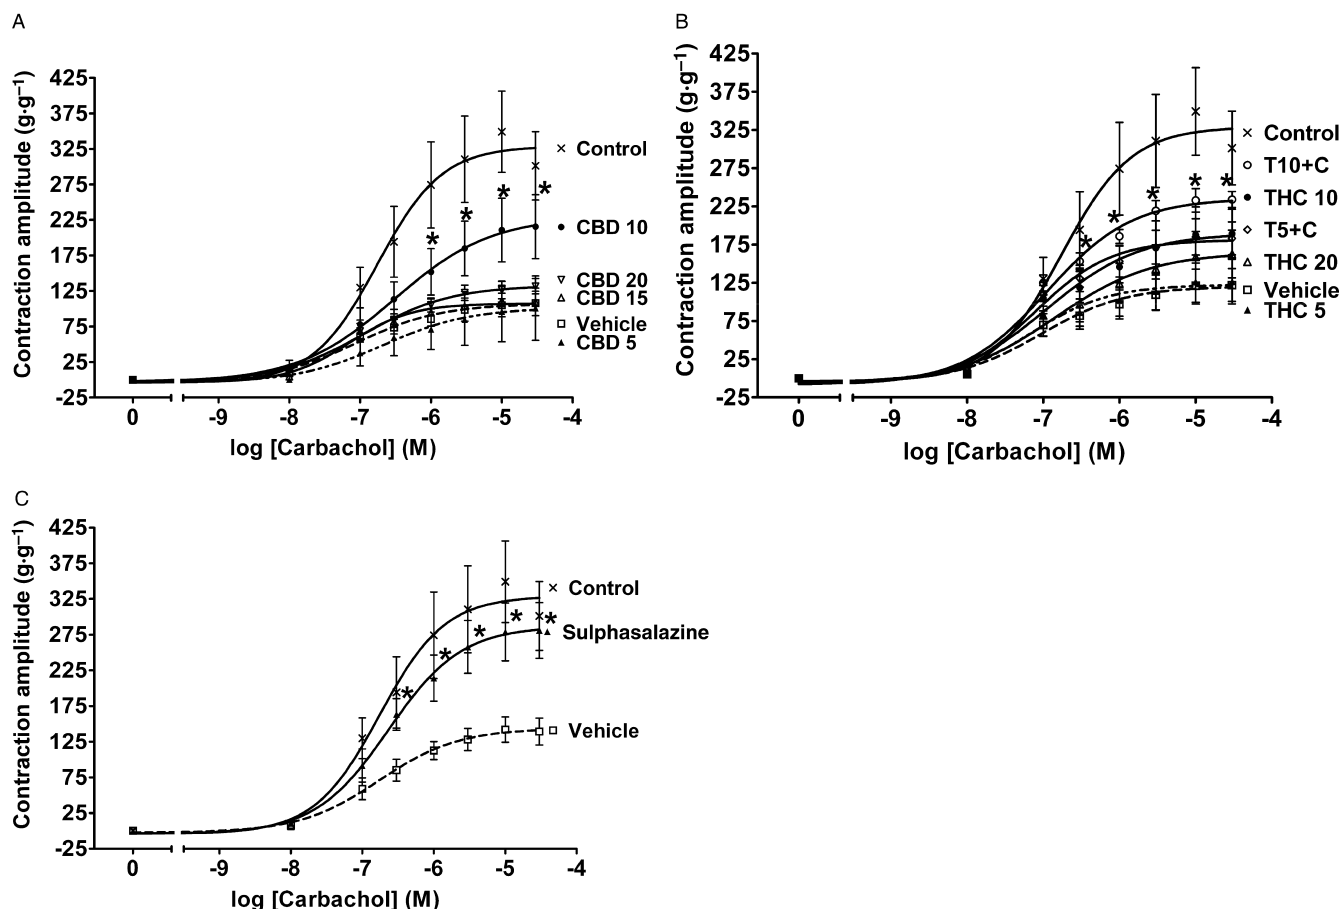 A
Contraction amplitude (g·g⁻¹)
425
375
325
275
225
175
125
75
25
-25
0
-9
-8
-7
-6
-5
-4
log [Carbachol] (M)
Control
CBD 10
CBD 20
CBD 15
Vehicle
CBD 5
*
*
*
*
B
Contraction amplitude (g·g⁻¹)
425
375
325
275
225
175
125
75
25
-25
0
-9
-8
-7
-6
-5
-4
log [Carbachol] (M)
Control
T10+C
THC 10
T5+C
THC 20
Vehicle
THC 5
*
*
*
*
*
C
Contraction amplitude (g·g⁻¹)
425
375
325
275
225
175
125
75
25
-25
0
-9
-8
-7
-6
-5
-4
log [Carbachol] (M)
Control
Sulphasalazine
Vehicle
*
*
*
*
*